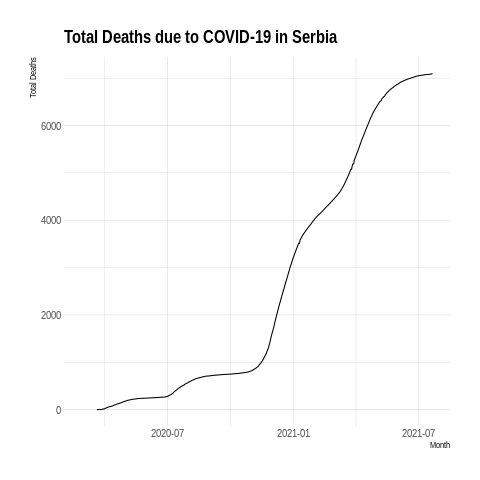 Total Deaths due to COVID-19 in Serbia
Total Deaths
6000
4000
2000
0
2020-07 2021-01 2021-07
Month